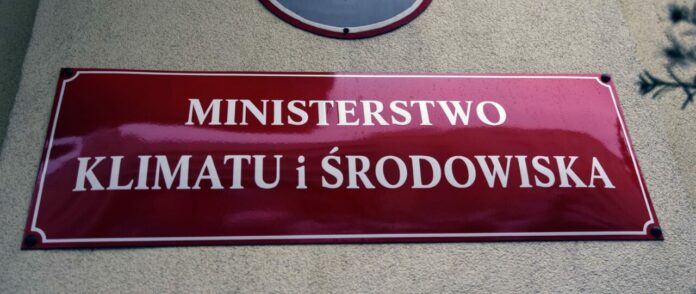 MINISTERSTWO
KLIMATU i ŚRODOWISKA